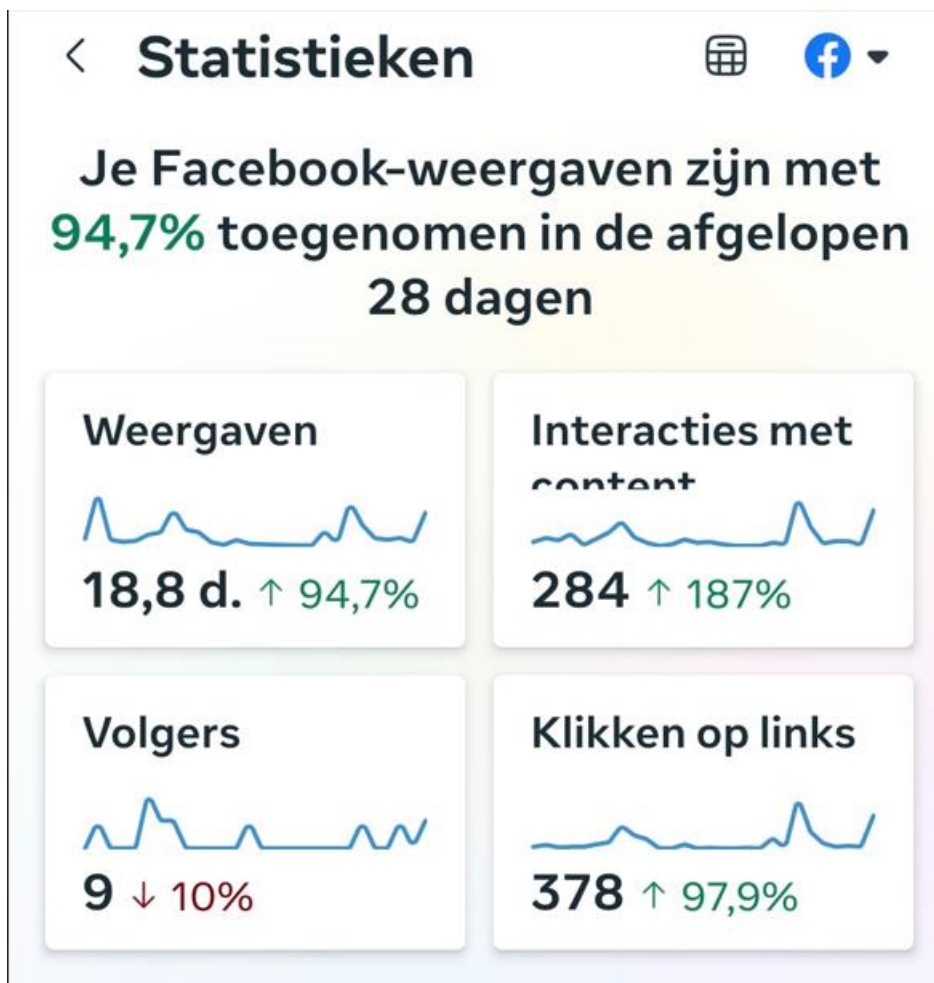 Statistieken
Je Facebook-weergaven zijn met
94,7% toegenomen in de afgelopen
28 dagen
Weergaven
18,8 d. ↑ 94,7%
Interacties met
content
284 ↑ 187%
Volgers
9 ↓ 10%
Klikken op links
378 ↑ 97,9%